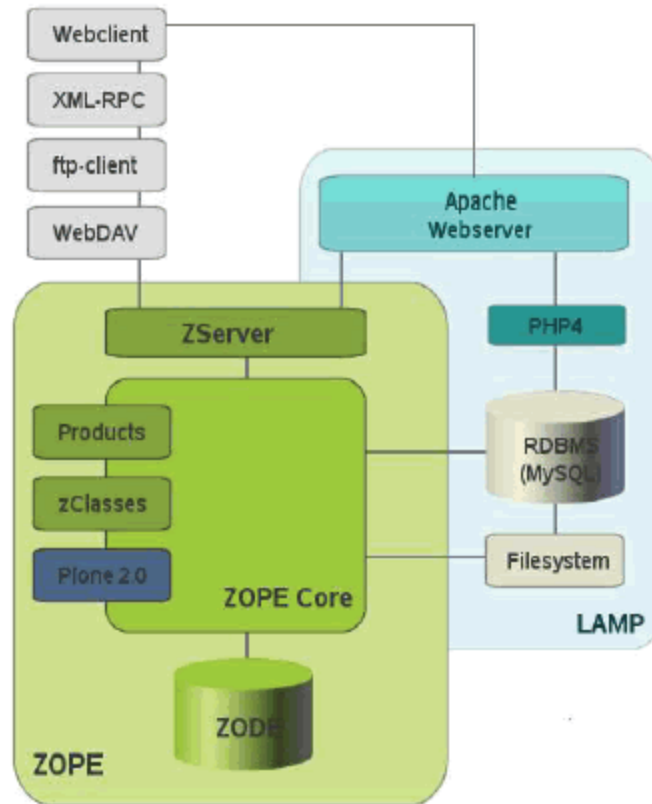 Webclient
XML-RPC
ftp-client
WebDAV
Apache
Webserver
ZServer
PHP4
Products
RDBMS
(MySQL)
zClasses
Plone 2.0
Filesystem
ZOPE Core
LAMP
ZODB
ZOPE